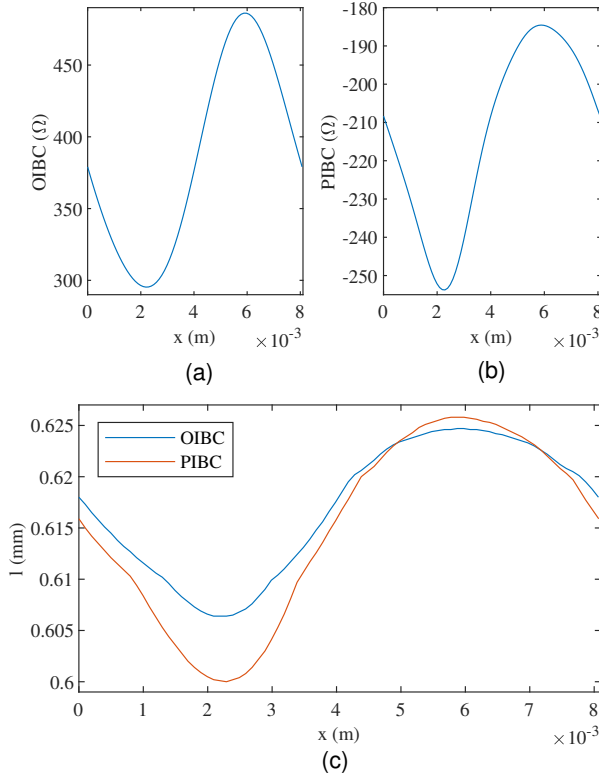 450
400
350
300
OIBC (Ω)
0 2 4 6 8
x (m)
×10⁻³
(a)
-180
-190
-200
-210
-220
-230
-240
-250
PIBC (Ω)
0 2 4 6 8
x (m)
×10⁻³
(b)
0.625
0.62
0.615
0.61
0.605
0.6
l (mm)
OIBC
PIBC
0 1 2 3 4 5 6 7 8
x (m)
×10⁻³
(c)